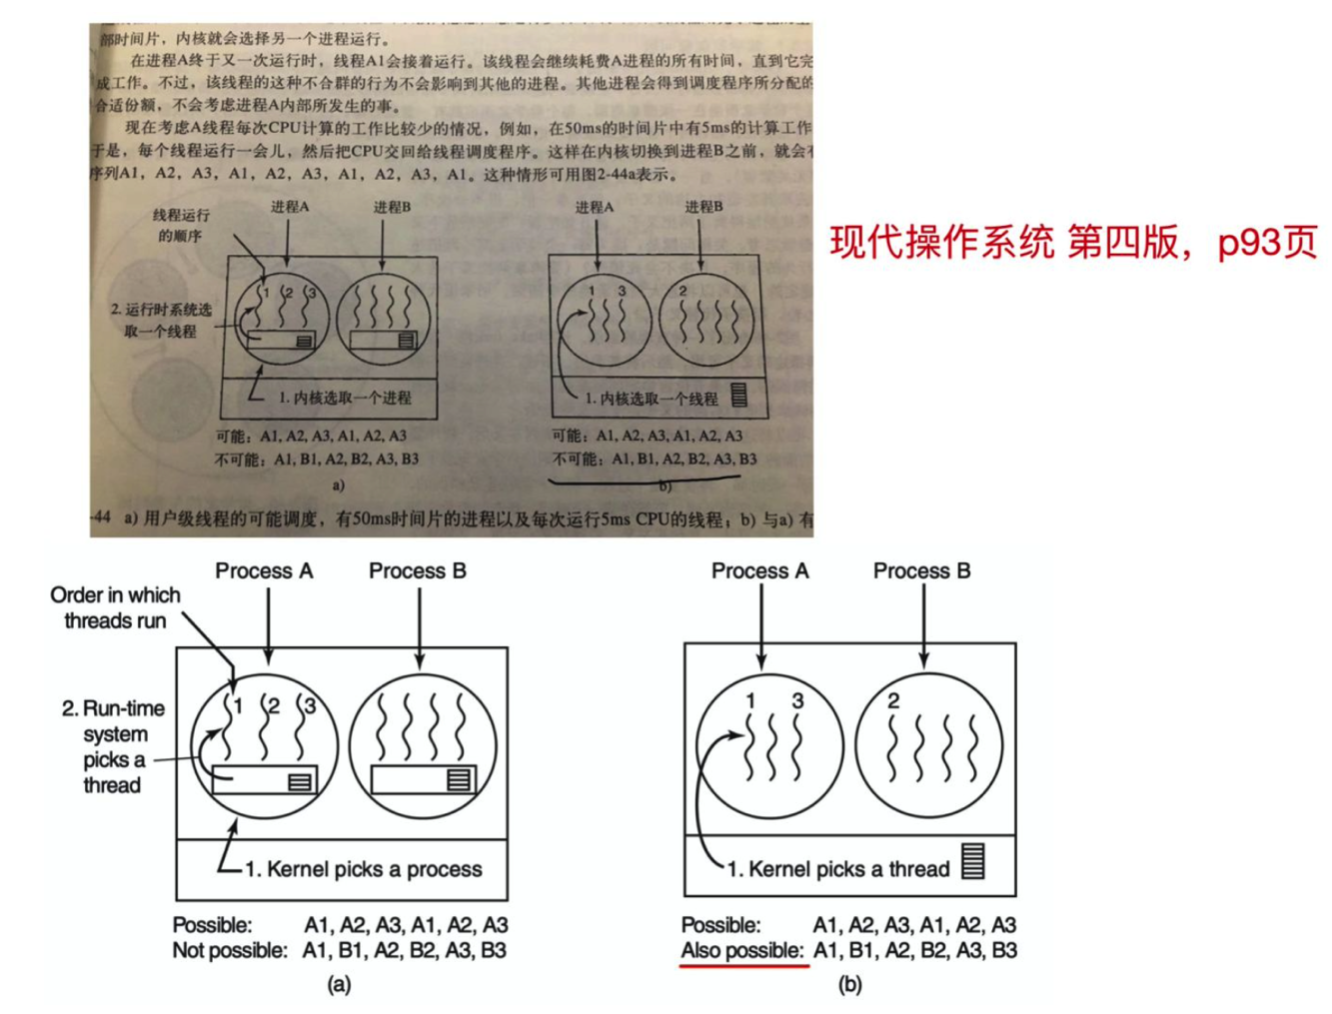 部时间片，内核就会选择另一个进程运行。
在进程A终于又一次运行时，线程A1会接着运行。该线程会继续耗费A进程的所有时间，直到它完
成工作。不过，该线程的这种不合群的行为不会影响到其他的进程。其他进程会得到调度程序所分配的
合适份额，不会考虑进程A内部所发生的事。
现在考虑A线程每次CPU计算的工作比较少的情况，例如，在50ms的时间片中有5ms的计算工作
于是，每个线程运行一会儿，然后把CPU交回给线程调度程序。这样在内核切换到进程B之前，就会有
序列A1，A2，A3，A1，A2，A3，A1，A2，A3，A1。这种情形可用图2-44a表示。
线程运行
的顺序
进程A
进程B
1 2 3
2. 运行时系统选
取一个线程
1. 内核选取一个进程
可能：A1, A2, A3, A1, A2, A3
不可能：A1, B1, A2, B2, A3, B3
a)
进程A
进程B
1 3
2
1. 内核选取一个线程
可能：A1, A2, A3, A1, A2, A3
不可能：A1, B1, A2, B2, A3, B3
b)
-44 a) 用户级线程的可能调度，有50ms时间片的进程以及每次运行5ms CPU的线程；b) 与a) 有
现代操作系统 第四版，p93页
Process A
Process B
Order in which
threads run
1 2 3
2. Run-time
system
picks a
thread
1. Kernel picks a process
Possible: A1, A2, A3, A1, A2, A3
Not possible: A1, B1, A2, B2, A3, B3
(a)
Process A
Process B
1 3
2
1. Kernel picks a thread
Possible: A1, A2, A3, A1, A2, A3
Also possible: A1, B1, A2, B2, A3, B3
(b)